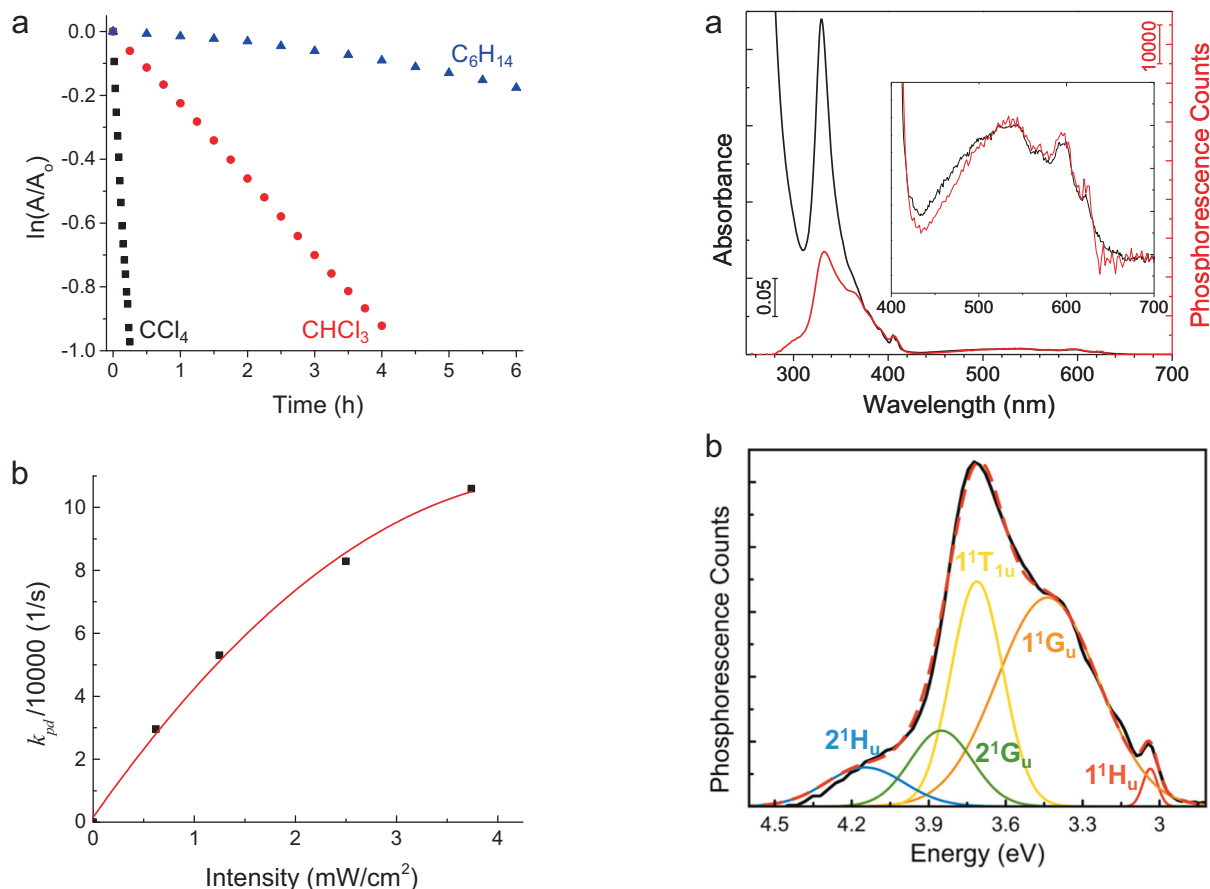 a
ln(A/A₀)
0.0
-0.2
-0.4
-0.6
-0.8
-1.0
C₆H₁₄
CCl₄
CHCl₃
0 1 2 3 4 5 6
Time (h)
b
k_pd/10000 (1/s)
10
8
6
4
2
0
0 1 2 3 4
Intensity (mW/cm²)
a
Absorbance
0.05
10000
Phosphorescence Counts
400 500 600 700
300 400 500 600 700
Wavelength (nm)
b
Phosphorescence Counts
1¹T₁ᵤ
1¹Gᵤ
2¹Hᵤ
2¹Gᵤ
1¹Hᵤ
4.5 4.2 3.9 3.6 3.3 3
Energy (eV)